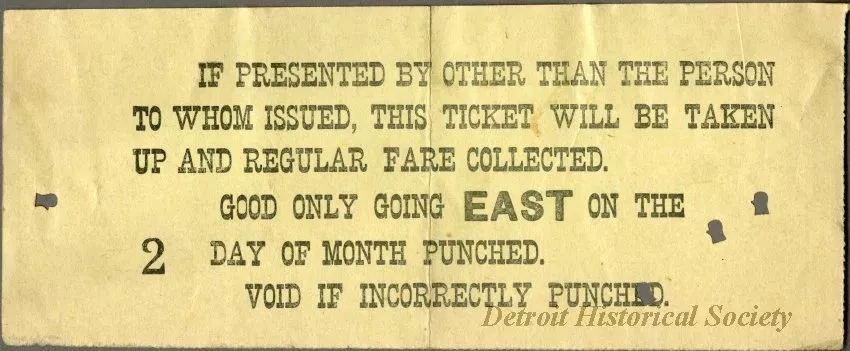 IF PRESENTED BY OTHER THAN THE PERSON
TO WHOM ISSUED, THIS TICKET WILL BE TAKEN
UP AND REGULAR FARE COLLECTED.
GOOD ONLY GOING EAST ON THE
2 DAY OF MONTH PUNCHED.
VOID IF INCORRECTLY PUNCHED.
Detroit Historical Society